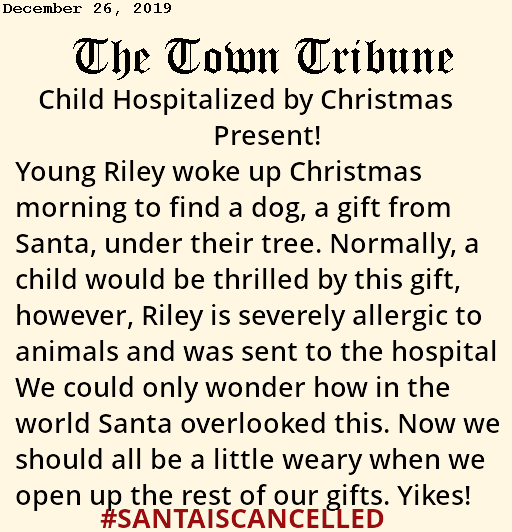 December 26, 2019
The Town Tribune
Child Hospitalized by Christmas
Present!
Young Riley woke up Christmas
morning to find a dog, a gift from
Santa, under their tree. Normally, a
child would be thrilled by this gift,
however, Riley is severely allergic to
animals and was sent to the hospital
We could only wonder how in the
world Santa overlooked this. Now we
should all be a little weary when we
open up the rest of our gifts. Yikes!
#SANTAISCANCELLED